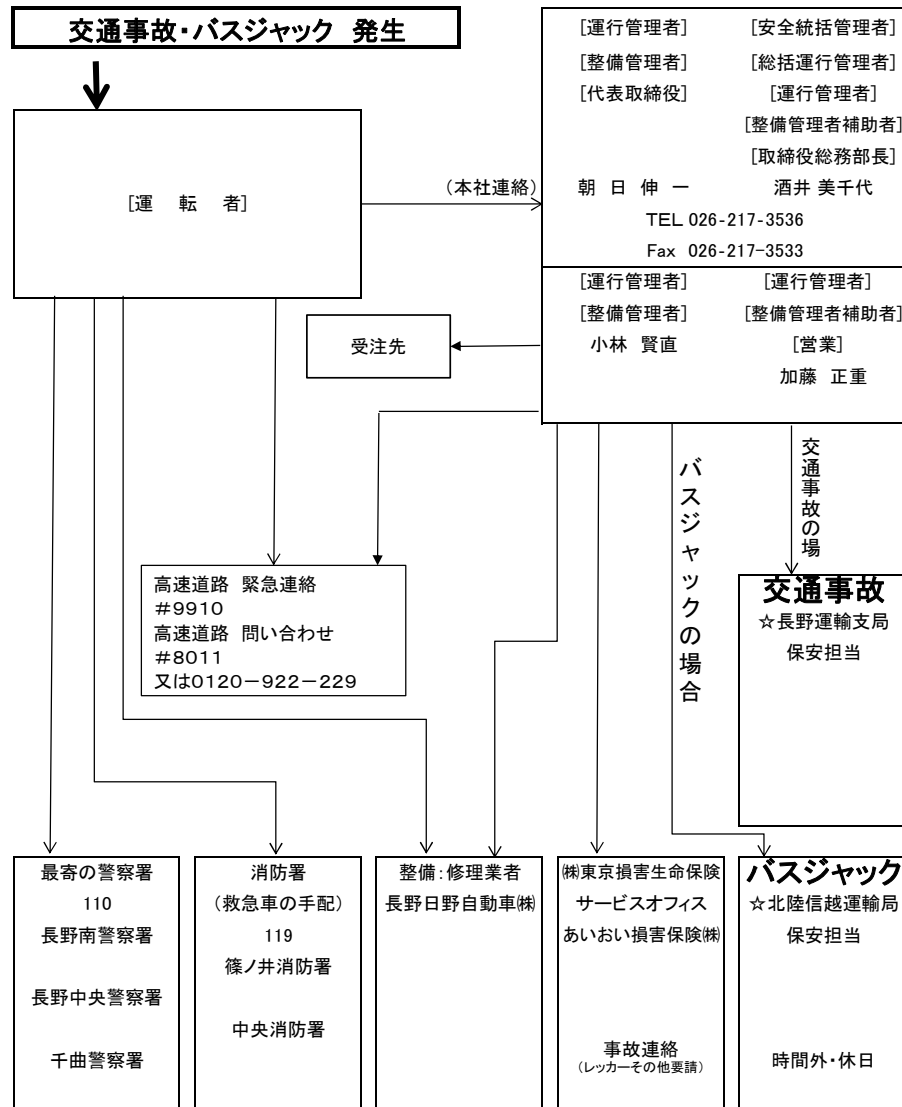 交通事故・バスジャック 発生
[運行管理者] [安全統括管理者]
[整備管理者] [総括運行管理者]
[代表取締役] [運行管理者]
[整備管理者補助者]
[取締役総務部長]
朝 日 伸 一 酒井 美千代
TEL 026-217-3536
Fax 026-217-3533
[運 転 者]
(本社連絡)
[運行管理者] [運行管理者]
[整備管理者] [整備管理者補助者]
小林 賢直 [営業]
加藤 正重
受注先
バスジャックの場合
交通事故の場
高速道路 緊急連絡
#9910
高速道路 問い合わせ
#8011
又は0120-922-229
交通事故
☆長野運輸支局
保安担当
最寄の警察署
110
長野南警察署
長野中央警察署
千曲警察署
消防署
(救急車の手配)
119
篠ノ井消防署
中央消防署
整備:修理業者
長野日野自動車㈱
㈱東京損害生命保険
サービスオフィス
あいおい損害保険㈱
事故連絡
(レッカーその他要請)
バスジャック
☆北陸信越運輸局
保安担当
時間外・休日